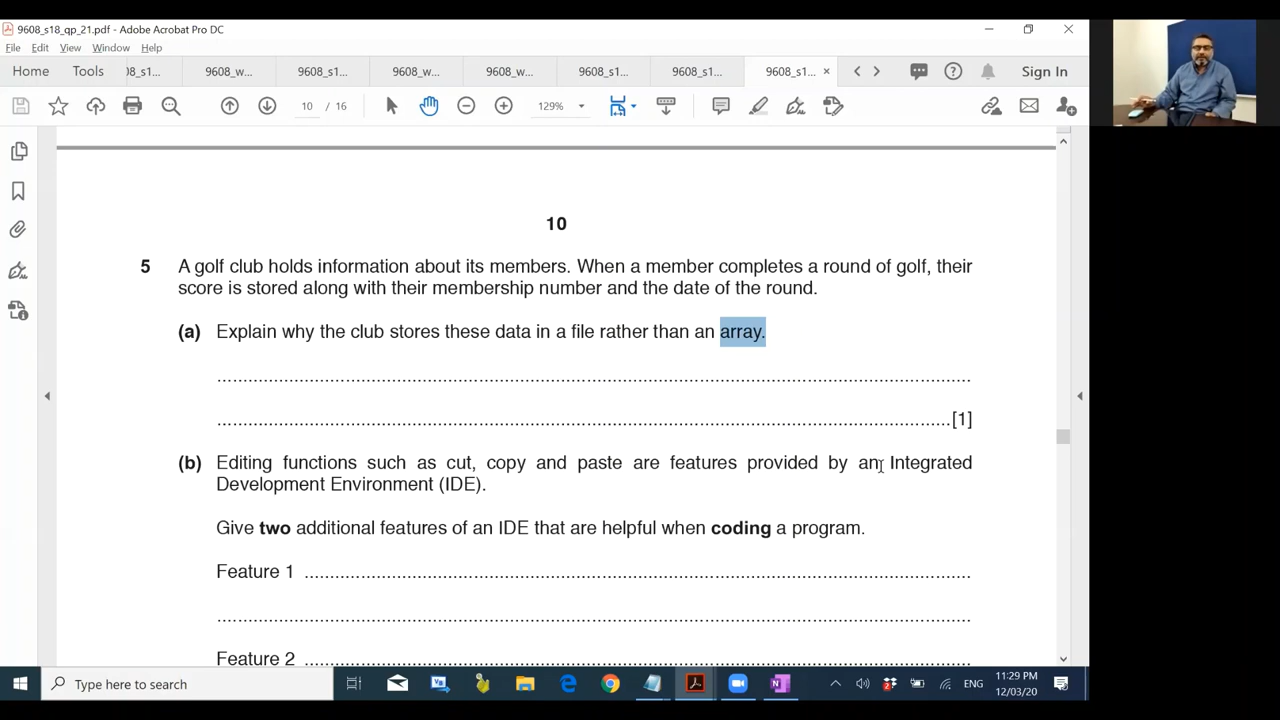 9608_s18_qp_21.pdf - Adobe Acrobat Pro DC
File Edit View Window Help
Home Tools 08_s1... 9608_w... 9608_s1... 9608_w... 9608_w... 9608_s1... 9608_s1... 9608_s1... × Sign In
10 / 16 129%
10
5 A golf club holds information about its members. When a member completes a round of golf, their
score is stored along with their membership number and the date of the round.
(a) Explain why the club stores these data in a file rather than an array.
..........................................................................................................................................
.......................................................................................................................................[1]
(b) Editing functions such as cut, copy and paste are features provided by an Integrated
Development Environment (IDE).
Give two additional features of an IDE that are helpful when coding a program.
Feature 1 ..........................................................................................................................
..........................................................................................................................................
Feature 2 ..........................................................................................................................
Type here to search
ENG
11:29 PM
12/03/20